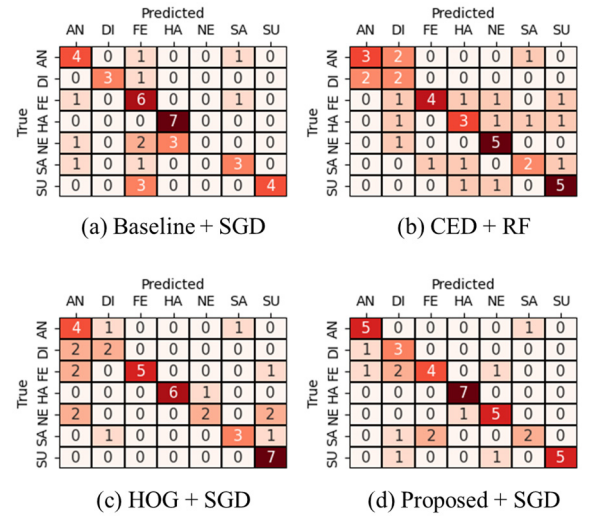 Predicted
AN DI FE HA NE SA SU
True
AN 4 0 1 0 0 1 0
DI 0 3 1 0 0 0 0
FE 1 0 6 0 0 1 0
HA 0 0 0 7 0 0 0
NE 1 0 2 3 0 0 0
SA 1 0 1 0 0 3 0
SU 0 0 3 0 0 0 4
(a) Baseline + SGD
Predicted
AN DI FE HA NE SA SU
True
AN 3 2 0 0 0 1 0
DI 2 2 0 0 0 0 0
FE 0 1 4 1 1 0 1
HA 0 1 0 3 1 1 1
NE 0 1 0 0 5 0 0
SA 0 0 1 1 0 2 1
SU 0 0 0 1 1 0 5
(b) CED + RF
Predicted
AN DI FE HA NE SA SU
True
AN 4 1 0 0 0 1 0
DI 2 2 0 0 0 0 0
FE 2 0 5 0 0 0 1
HA 0 0 0 6 1 0 0
NE 2 0 0 0 2 0 2
SA 0 1 0 0 0 3 1
SU 0 0 0 0 0 0 7
(c) HOG + SGD
Predicted
AN DI FE HA NE SA SU
True
AN 5 0 0 0 0 1 0
DI 1 3 0 0 0 0 0
FE 1 2 4 0 1 0 0
HA 0 0 0 7 0 0 0
NE 0 0 0 1 5 0 0
SA 0 1 2 0 0 2 0
SU 0 1 0 0 1 0 5
(d) Proposed + SGD